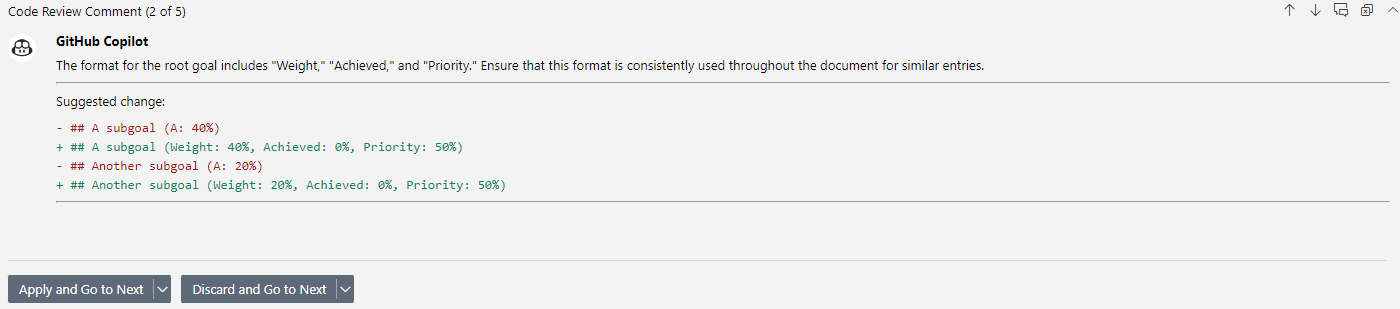 Code Review Comment (2 of 5)
GitHub Copilot
The format for the root goal includes "Weight," "Achieved," and "Priority." Ensure that this format is consistently used throughout the document for similar entries.
Suggested change:
- ## A subgoal (A: 40%)
+ ## A subgoal (Weight: 40%, Achieved: 0%, Priority: 50%)
- ## Another subgoal (A: 20%)
+ ## Another subgoal (Weight: 20%, Achieved: 0%, Priority: 50%)
Apply and Go to Next Discard and Go to Next